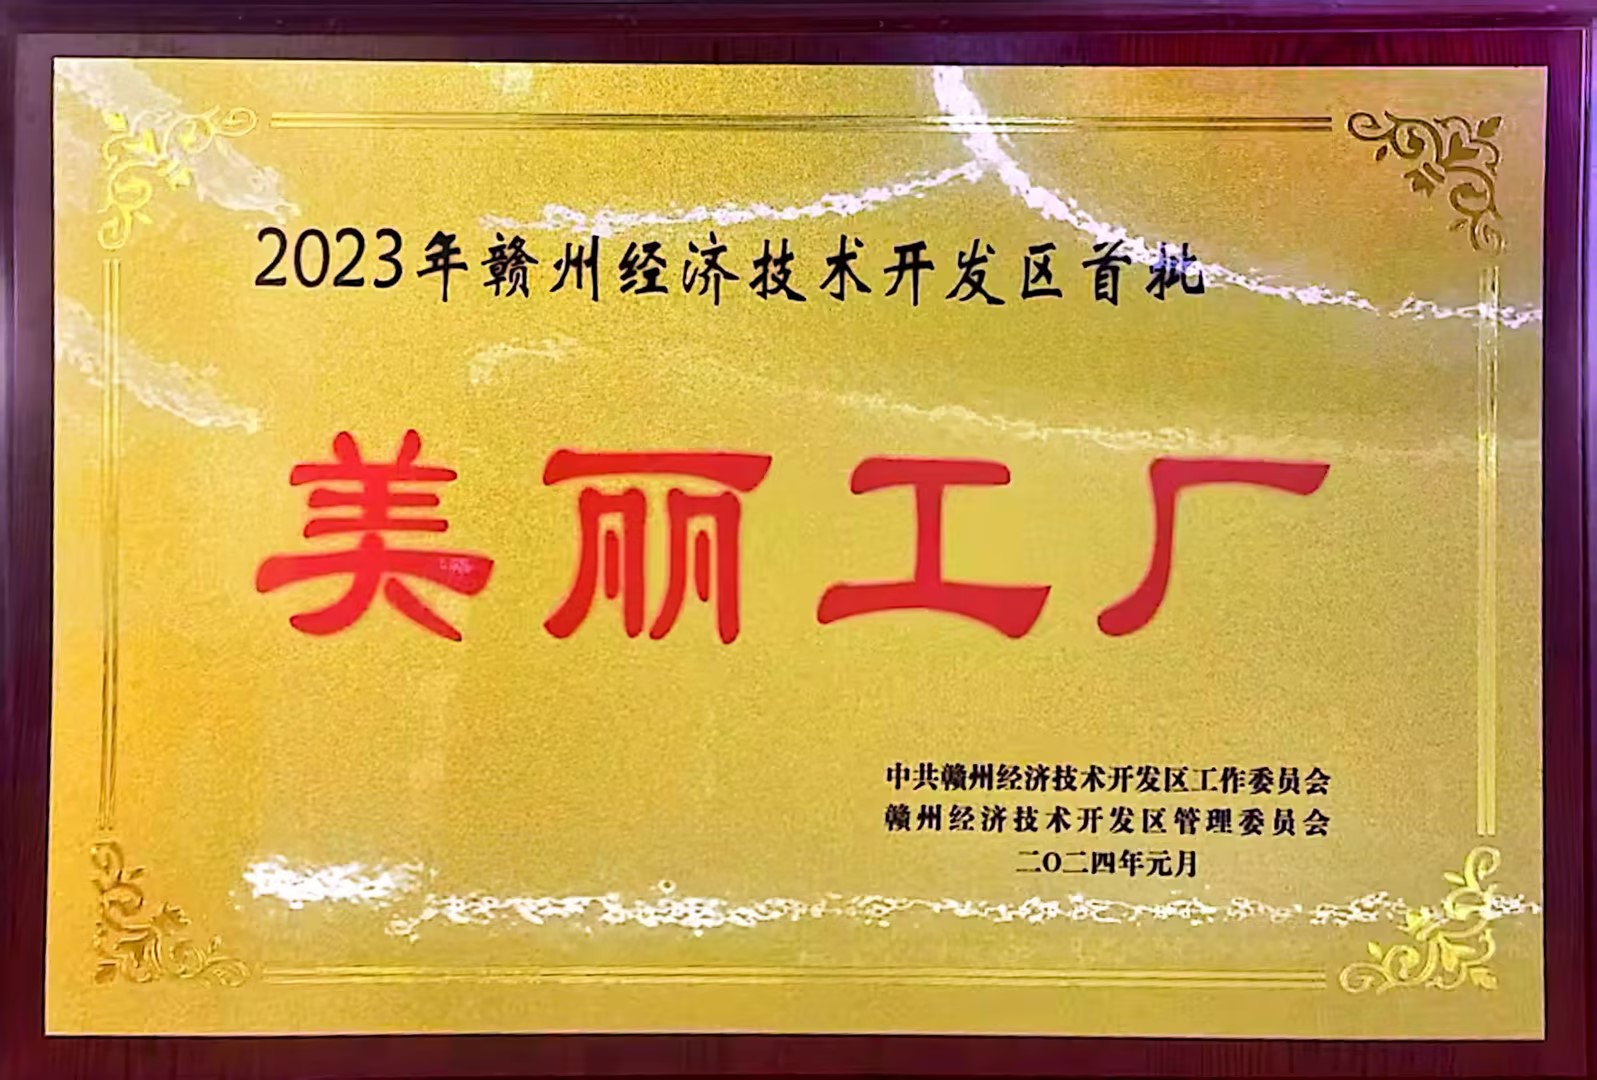 2023年赣州经济技术开发区首批
美丽工厂
中共赣州经济技术开发区工作委员会
赣州经济技术开发区管理委员会
二〇二四年元月